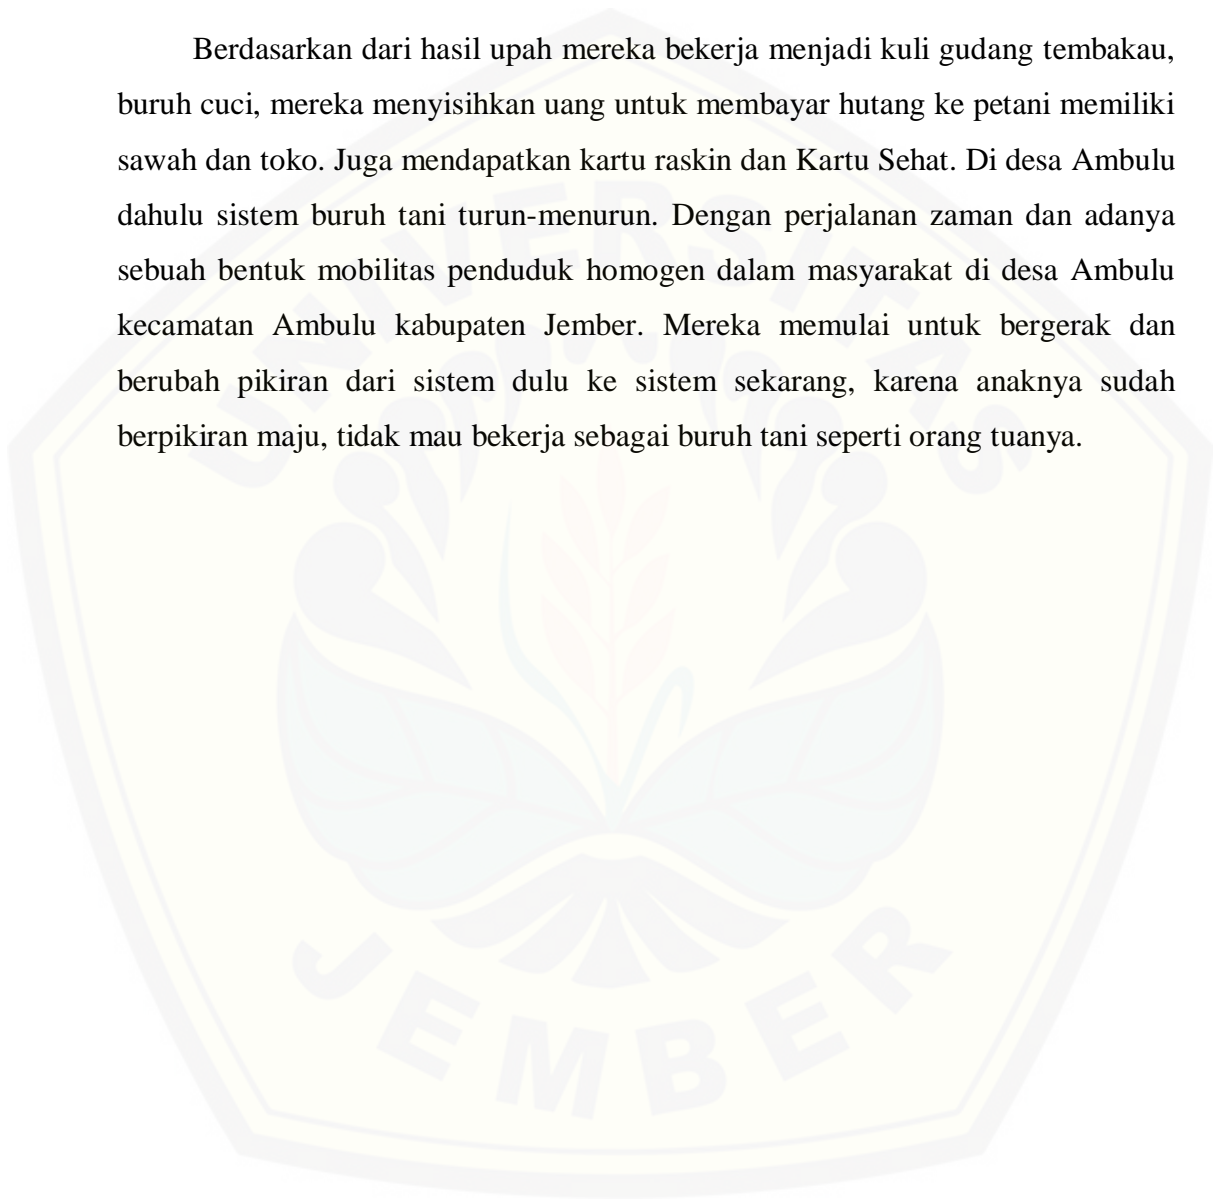 Berdasarkan dari hasil upah mereka bekerja menjadi kuli gudang tembakau,
buruh cuci, mereka menyisihkan uang untuk membayar hutang ke petani memiliki
sawah dan toko. Juga mendapatkan kartu raskin dan Kartu Sehat. Di desa Ambulu
dahulu sistem buruh tani turun-menurun. Dengan perjalanan zaman dan adanya
sebuah bentuk mobilitas penduduk homogen dalam masyarakat di desa Ambulu
kecamatan Ambulu kabupaten Jember. Mereka memulai untuk bergerak dan
berubah pikiran dari sistem dulu ke sistem sekarang, karena anaknya sudah
berpikiran maju, tidak mau bekerja sebagai buruh tani seperti orang tuanya.
UNIVERSITAS
JEMBER